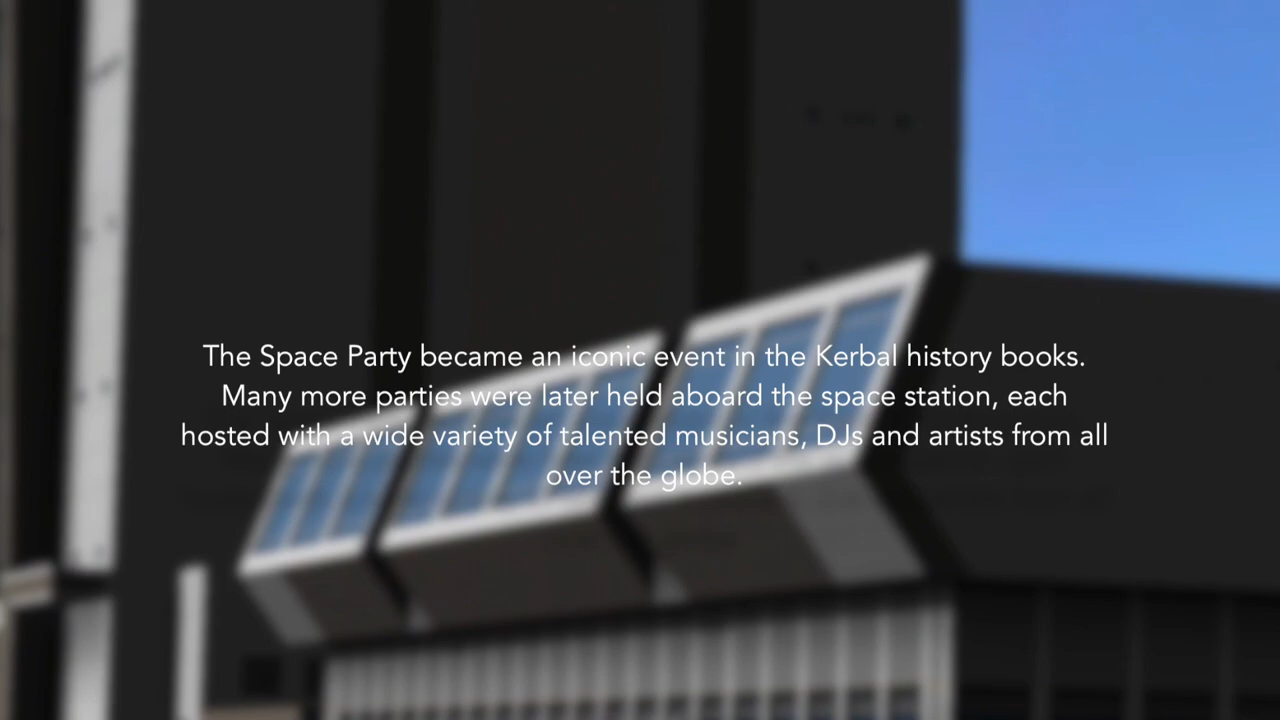 The Space Party became an iconic event in the Kerbal history books.
Many more parties were later held aboard the space station, each
hosted with a wide variety of talented musicians, DJs and artists from all
over the globe.